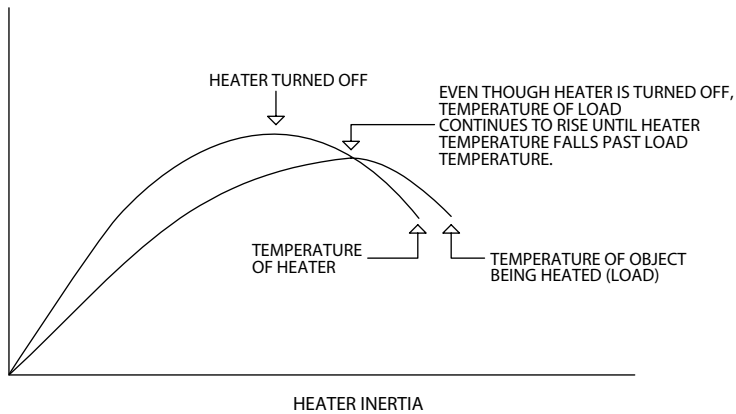 HEATER TURNED OFF
EVEN THOUGH HEATER IS TURNED OFF,
TEMPERATURE OF LOAD
CONTINUES TO RISE UNTIL HEATER
TEMPERATURE FALLS PAST LOAD
TEMPERATURE.
TEMPERATURE
OF HEATER
TEMPERATURE OF OBJECT
BEING HEATED (LOAD)
HEATER INERTIA